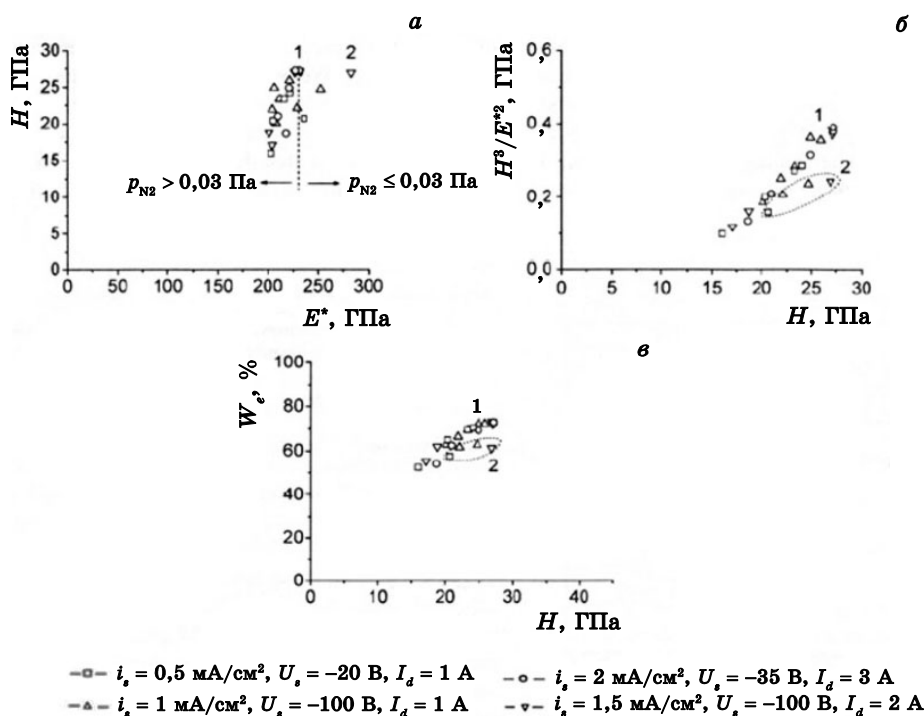 а
б
H, ГПа
30
25
20
15
10
5
0
1
2
p_N2 > 0,03 Па
p_N2 ≤ 0,03 Па
0 50 100 150 200 250 300
E*, ГПа
H³/E*², ГПа
0,6
0,4
0,2
0,
1
2
0 5 10 15 20 25 30
H, ГПа
в
W_e, %
100
80
60
40
20
0
1
2
0 10 20 30 40
H, ГПа
i_s = 0,5 мА/см², U_s = –20 В, I_d = 1 А
i_s = 2 мА/см², U_s = –35 В, I_d = 3 А
i_s = 1 мА/см², U_s = –100 В, I_d = 1 А
i_s = 1,5 мА/см², U_s = –100 В, I_d = 2 А